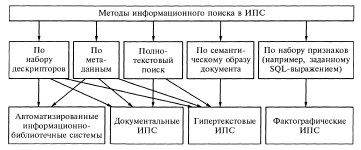 Методы информационного поиска в ИПС
По
набору
дескрипторов
По
мета-
данным
Полно-
текстовый
поиск
По семанти-
ческому образу
документа
По набору признаков
(например, заданному
SQL-выражением)
Автоматизированные
информационно-
библиотечные системы
Документальные
ИПС
Гипертекстовые
ИПС
Фактографические
ИПС